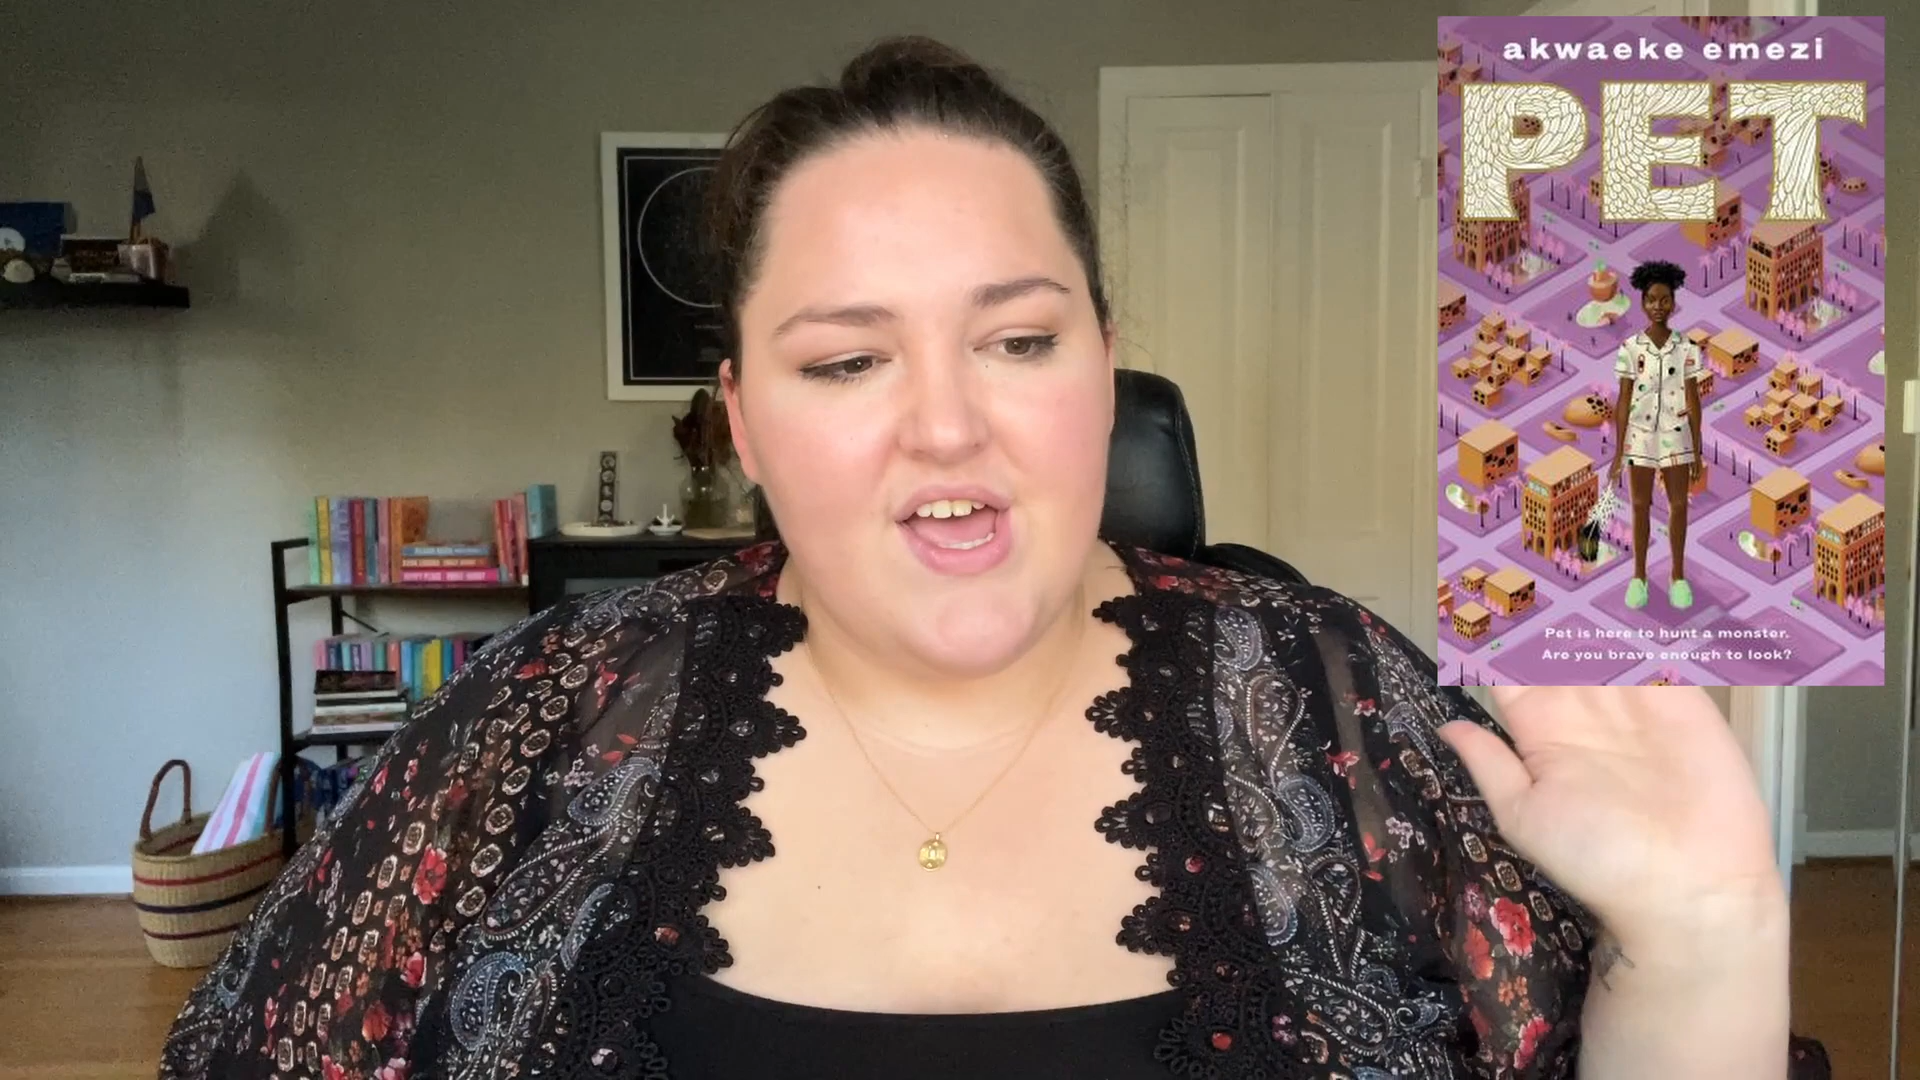 akwaeke emezi
PET
Pet is here to hunt a monster.
Are you brave enough to look?